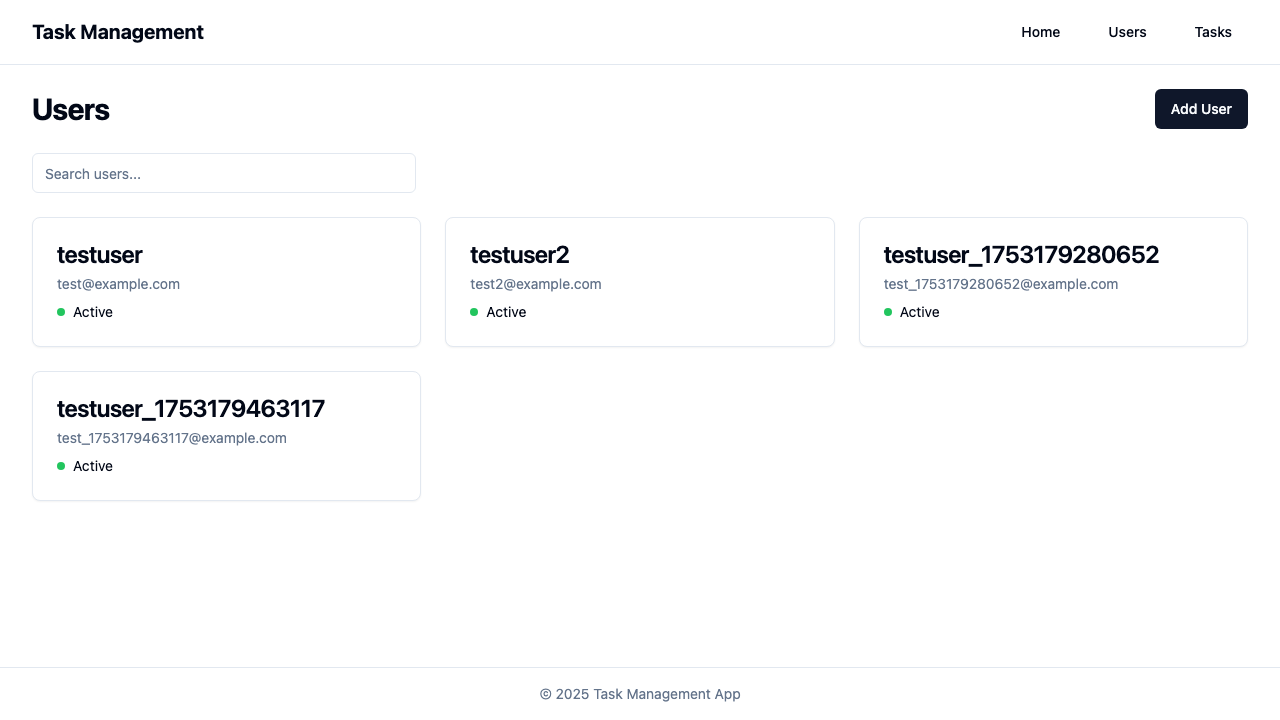 Task Management
Home Users Tasks
Users
Add User
Search users...
testuser
test@example.com
Active
testuser2
test2@example.com
Active
testuser_1753179280652
test_1753179280652@example.com
Active
testuser_1753179463117
test_1753179463117@example.com
Active
© 2025 Task Management App